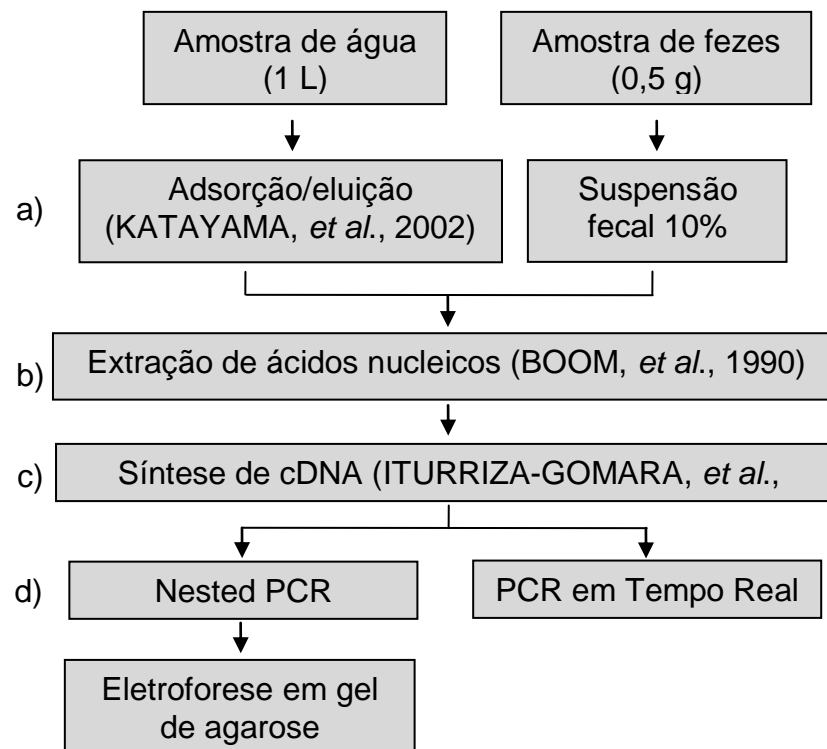 Amostra de água
(1 L)
Amostra de fezes
(0,5 g)
a)
Adsorção/eluição
(KATAYAMA, et al., 2002)
Suspensão
fecal 10%
b)
Extração de ácidos nucleicos (BOOM, et al., 1990)
c)
Síntese de cDNA (ITURRIZA-GOMARA, et al.,
d)
Nested PCR
PCR em Tempo Real
Eletroforese em gel
de agarose